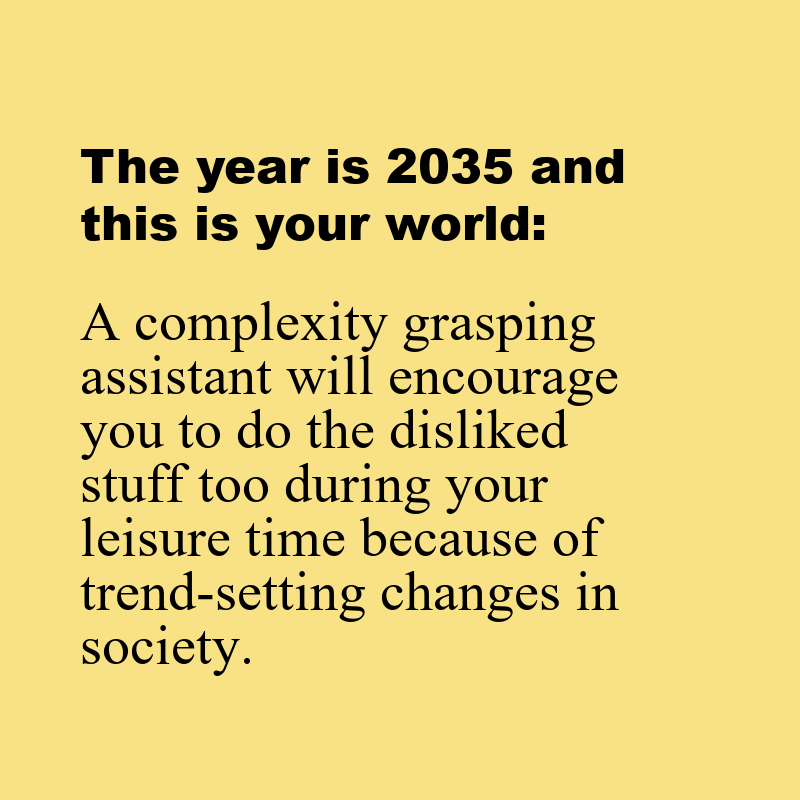 The year is 2035 and
this is your world:
A complexity grasping
assistant will encourage
you to do the disliked
stuff too during your
leisure time because of
trend-setting changes in
society.